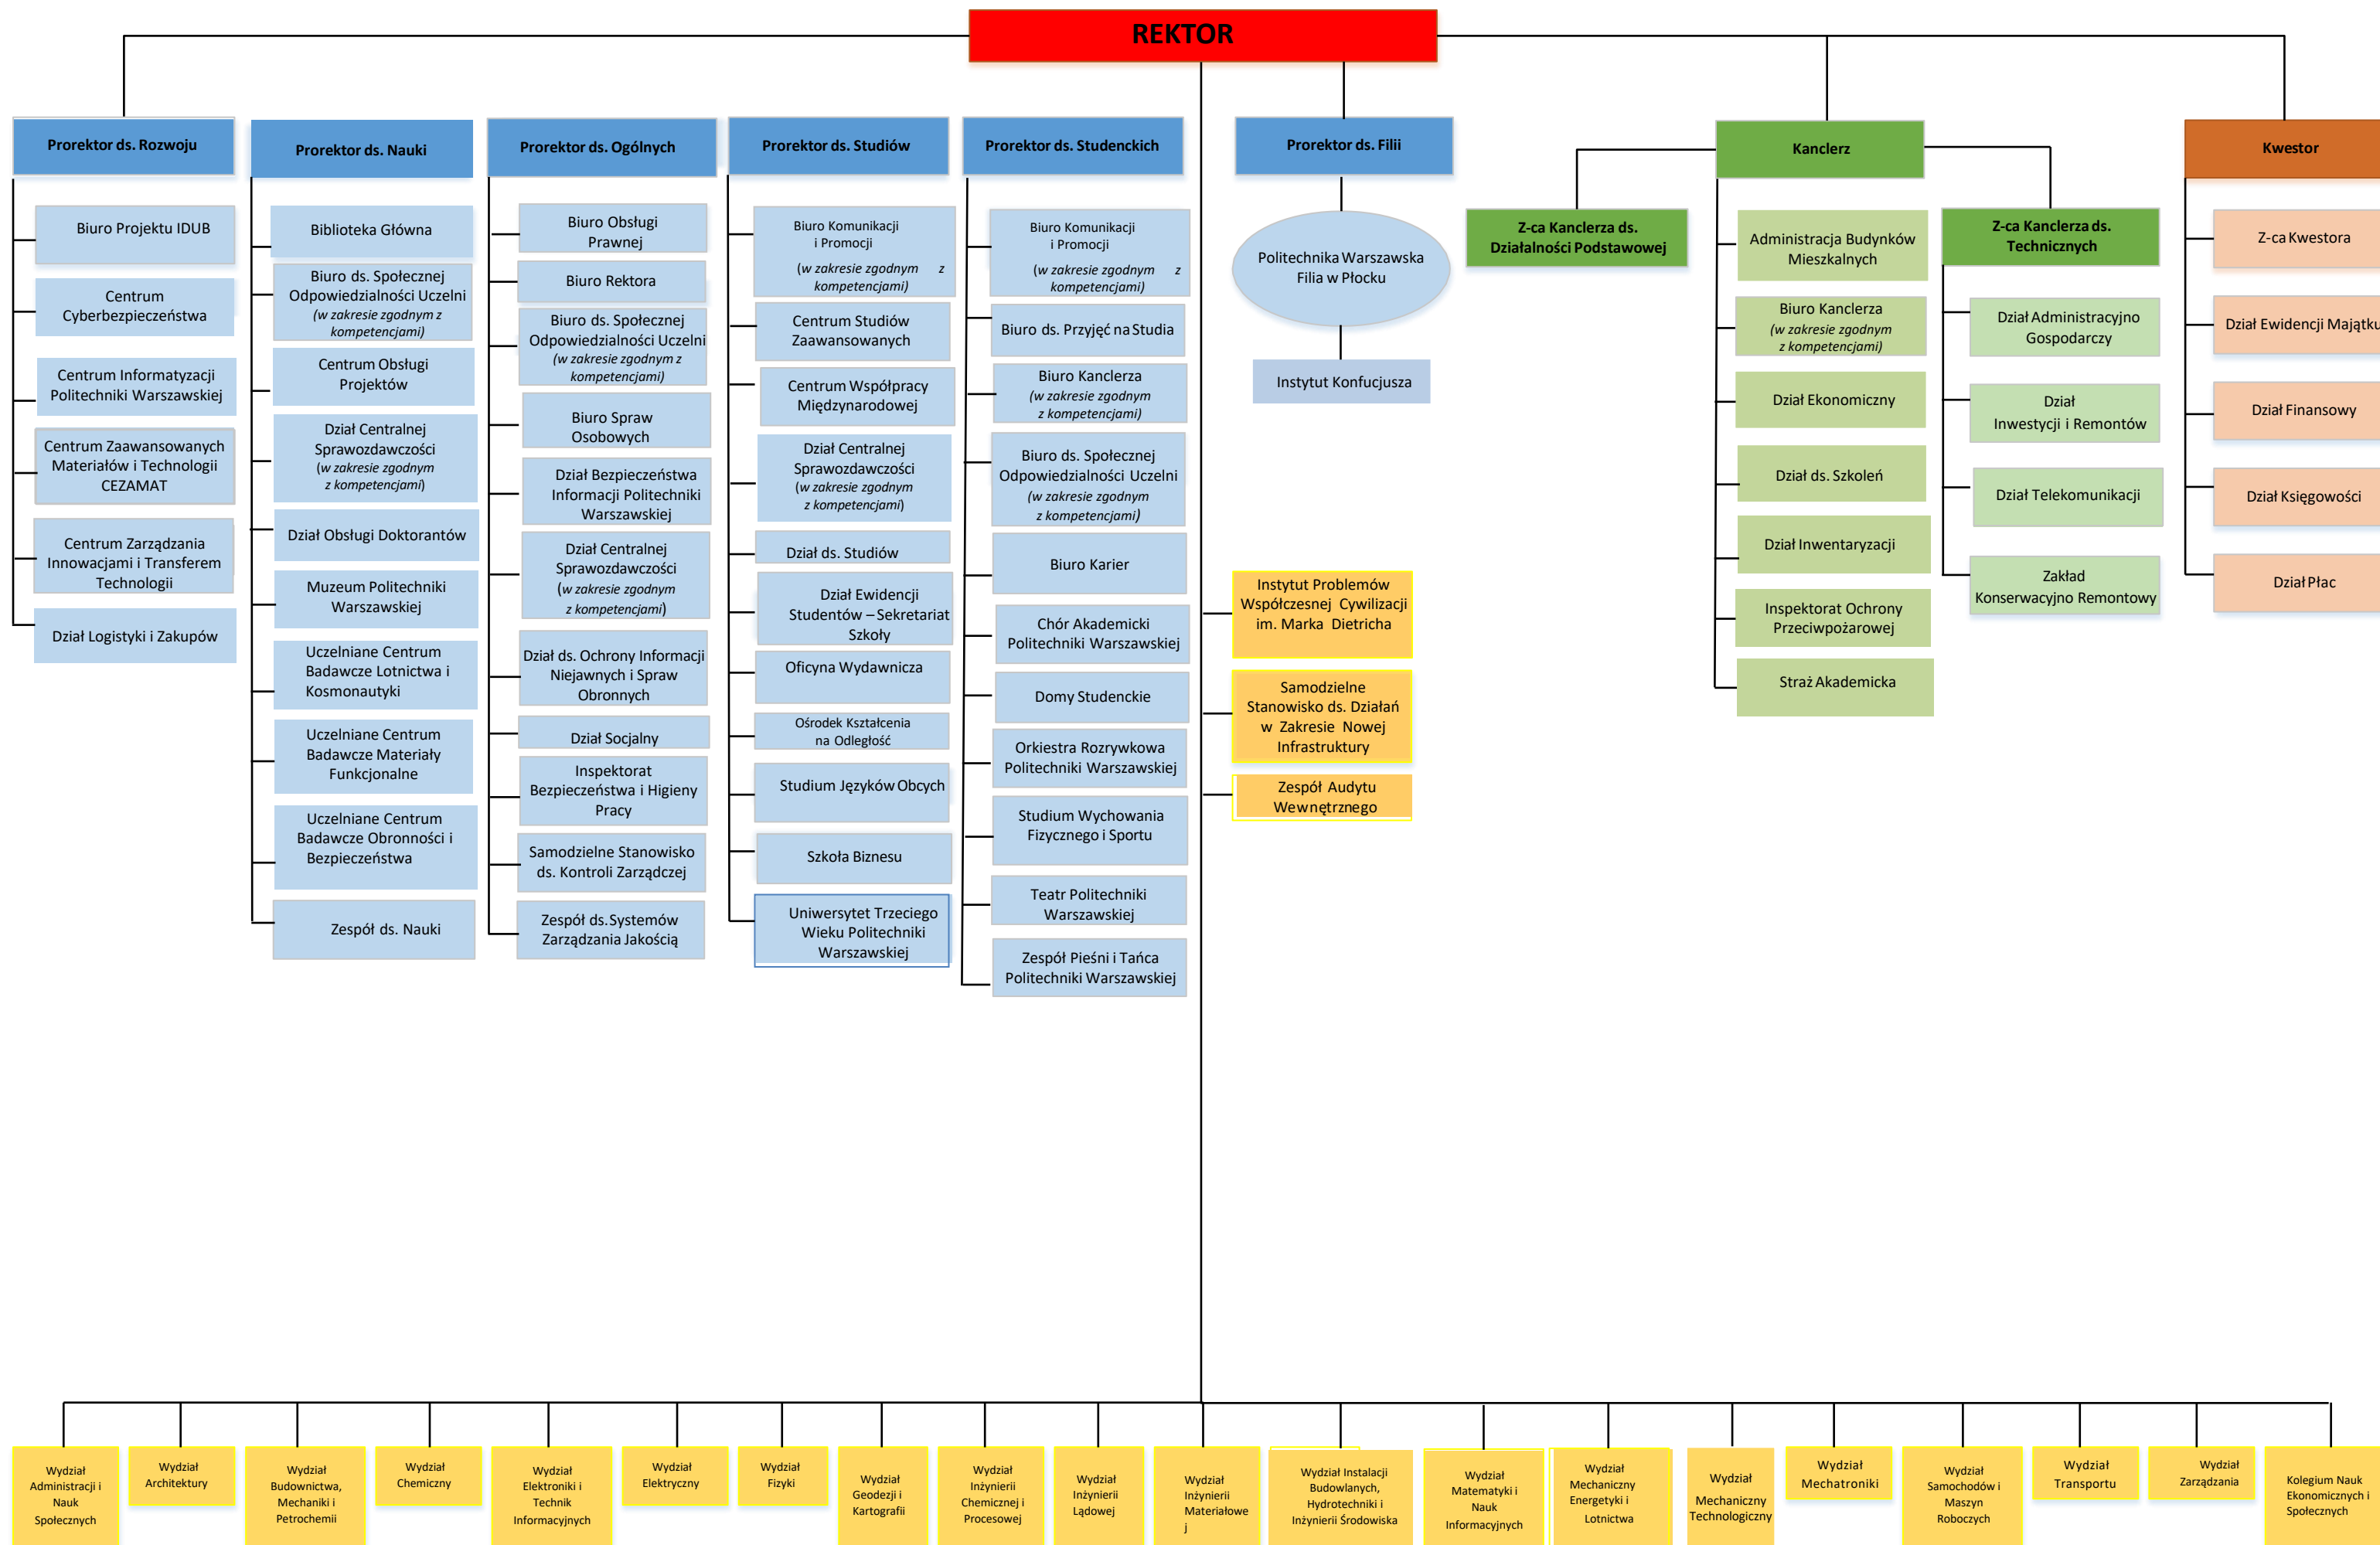 REKTOR
Prorektor ds. Rozwoju
Biuro Projektu IDUB
Centrum
Cyberbezpieczeństwa
Centrum Informatyzacji
Politechniki Warszawskiej
Centrum Zaawansowanych
Materiałów i Technologii
CEZAMAT
Centrum Zarządzania
Innowacjami i Transferem
Technologii
Dział Logistyki i Zakupów
Prorektor ds. Nauki
Biblioteka Główna
Biuro ds. Społecznej
Odpowiedzialności Uczelni
(w zakresie zgodnym z
kompetencjami)
Centrum Obsługi
Projektów
Dział Centralnej
Sprawozdawczości
(w zakresie zgodnym
z kompetencjami)
Dział Obsługi Doktorantów
Muzeum Politechniki
Warszawskiej
Uczelniane Centrum
Badawcze Lotnictwa i
Kosmonautyki
Uczelniane Centrum
Badawcze Materiały
Funkcjonalne
Uczelniane Centrum
Badawcze Obronności i
Bezpieczeństwa
Zespół ds. Nauki
Prorektor ds. Ogólnych
Biuro Obsługi
Prawnej
Biuro Rektora
Biuro ds. Społecznej
Odpowiedzialności Uczelni
(w zakresie zgodnym z
kompetencjami)
Biuro Spraw
Osobowych
Dział Bezpieczeństwa
Informacji Politechniki
Warszawskiej
Dział Centralnej
Sprawozdawczości
(w zakresie zgodnym
z kompetencjami)
Dział ds. Ochrony Informacji
Niejawnych i Spraw
Obronnych
Dział Socjalny
Inspektorat
Bezpieczeństwa i Higieny
Pracy
Samodzielne Stanowisko
ds. Kontroli Zarządczej
Zespół ds. Systemów
Zarządzania Jakością
Prorektor ds. Studiów
Biuro Komunikacji
i Promocji
(w zakresie zgodnym z
kompetencjami)
Centrum Studiów
Zaawansowanych
Centrum Współpracy
Międzynarodowej
Dział Centralnej
Sprawozdawczości
(w zakresie zgodnym
z kompetencjami)
Dział ds. Studiów
Dział Ewidencji
Studentów – Sekretariat
Szkoły
Oficyna Wydawnicza
Ośrodek Kształcenia
na Odległość
Studium Języków Obcych
Szkoła Biznesu
Uniwersytet Trzeciego
Wieku Politechniki
Warszawskiej
Prorektor ds. Studenckich
Biuro Komunikacji
i Promocji
(w zakresie zgodnym z
kompetencjami)
Biuro ds. Przyjęć na Studia
Biuro Kanclerza
(w zakresie zgodnym
z kompetencjami)
Biuro ds. Społecznej
Odpowiedzialności Uczelni
(w zakresie zgodnym
z kompetencjami)
Biuro Karier
Chór Akademicki
Politechniki Warszawskiej
Domy Studenckie
Orkiestra Rozrywkowa
Politechniki Warszawskiej
Studium Wychowania
Fizycznego i Sportu
Teatr Politechniki
Warszawskiej
Zespół Pieśni i Tańca
Politechniki Warszawskiej
Prorektor ds. Filii
Politechnika Warszawska
Filia w Płocku
Instytut Konfucjusza
Instytut Problemów
Współczesnej Cywilizacji
im. Marka Dietricha
Samodzielne
Stanowisko ds. Działań
w Zakresie Nowej
Infrastruktury
Zespół Audytu
Wewnętrznego
Kanclerz
Z-ca Kanclerza ds.
Działalności Podstawowej
Administracja Budynków
Mieszkalnych
Biuro Kanclerza
(w zakresie zgodnym
z kompetencjami)
Dział Ekonomiczny
Dział ds. Szkoleń
Dział Inwentaryzacji
Inspektorat Ochrony
Przeciwpożarowej
Straż Akademicka
Z-ca Kanclerza ds.
Technicznych
Dział Administracyjno
Gospodarczy
Dział
Inwestycji i Remontów
Dział Telekomunikacji
Zakład
Konserwacyjno Remontowy
Kwestor
Z-ca Kwestora
Dział Ewidencji Majątku
Dział Finansowy
Dział Księgowości
Dział Płac
Wydział
Administracji i
Nauk
Społecznych
Wydział
Architektury
Wydział
Budownictwa,
Mechaniki i
Petrochemii
Wydział
Chemiczny
Wydział
Elektroniki i
Technik
Informacyjnych
Wydział
Elektryczny
Wydział
Fizyki
Wydział
Geodezji i
Kartografii
Wydział
Inżynierii
Chemicznej i
Procesowej
Wydział
Inżynierii
Lądowej
Wydział
Inżynierii
Materiałowe
j
Wydział Instalacji
Budowlanych,
Hydrotechniki i
Inżynierii Środowiska
Wydział
Matematyki i
Nauk
Informacyjnych
Wydział
Mechaniczny
Energetyki i
Lotnictwa
Wydział
Mechaniczny
Technologiczny
Wydział
Mechatroniki
Wydział
Samochodów i
Maszyn
Roboczych
Wydział
Transportu
Wydział
Zarządzania
Kolegium Nauk
Ekonomicznych i
Społecznych